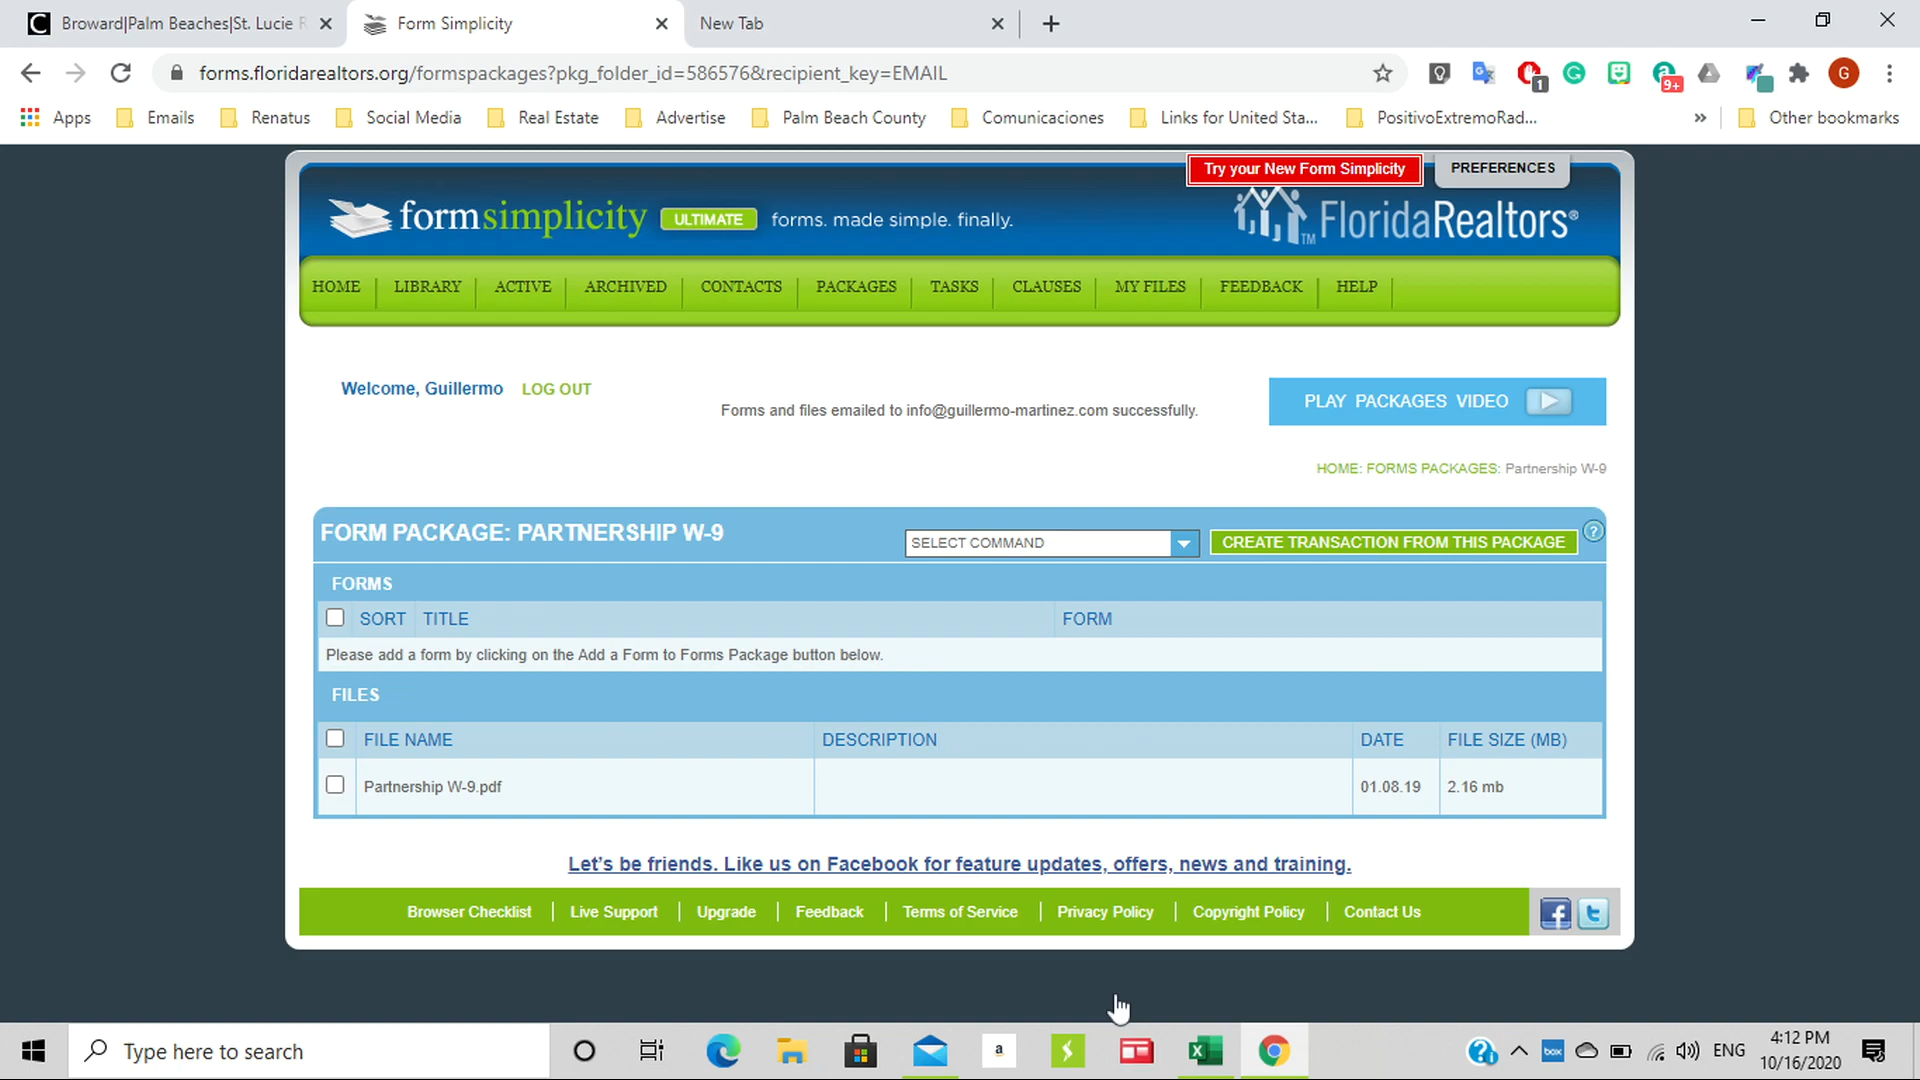 Broward|Palm Beaches|St. Lucie R
Form Simplicity
New Tab
forms.floridarealtors.org/formspackages?pkg_folder_id=586576&recipient_key=EMAIL
1
9+
G
Apps
Emails
Renatus
Social Media
Real Estate
Advertise
Palm Beach County
Comunicaciones
Links for United Sta...
PositivoExtremoRad...
»
Other bookmarks
Try your New Form Simplicity
PREFERENCES
formsimplicity ULTIMATE forms. made simple. finally.
TM FloridaRealtors®
HOME
LIBRARY
ACTIVE
ARCHIVED
CONTACTS
PACKAGES
TASKS
CLAUSES
MY FILES
FEEDBACK
HELP
Welcome, Guillermo LOG OUT
Forms and files emailed to info@guillermo-martinez.com successfully.
PLAY PACKAGES VIDEO
HOME: FORMS PACKAGES: Partnership W-9
FORM PACKAGE: PARTNERSHIP W-9
SELECT COMMAND
CREATE TRANSACTION FROM THIS PACKAGE
?
FORMS
SORT TITLE FORM
Please add a form by clicking on the Add a Form to Forms Package button below.
FILES
FILE NAME DESCRIPTION DATE FILE SIZE (MB)
Partnership W-9.pdf 01.08.19 2.16 mb
Let's be friends. Like us on Facebook for feature updates, offers, news and training.
Browser Checklist
Live Support
Upgrade
Feedback
Terms of Service
Privacy Policy
Copyright Policy
Contact Us
Type here to search
a
box
ENG
4:12 PM
10/16/2020